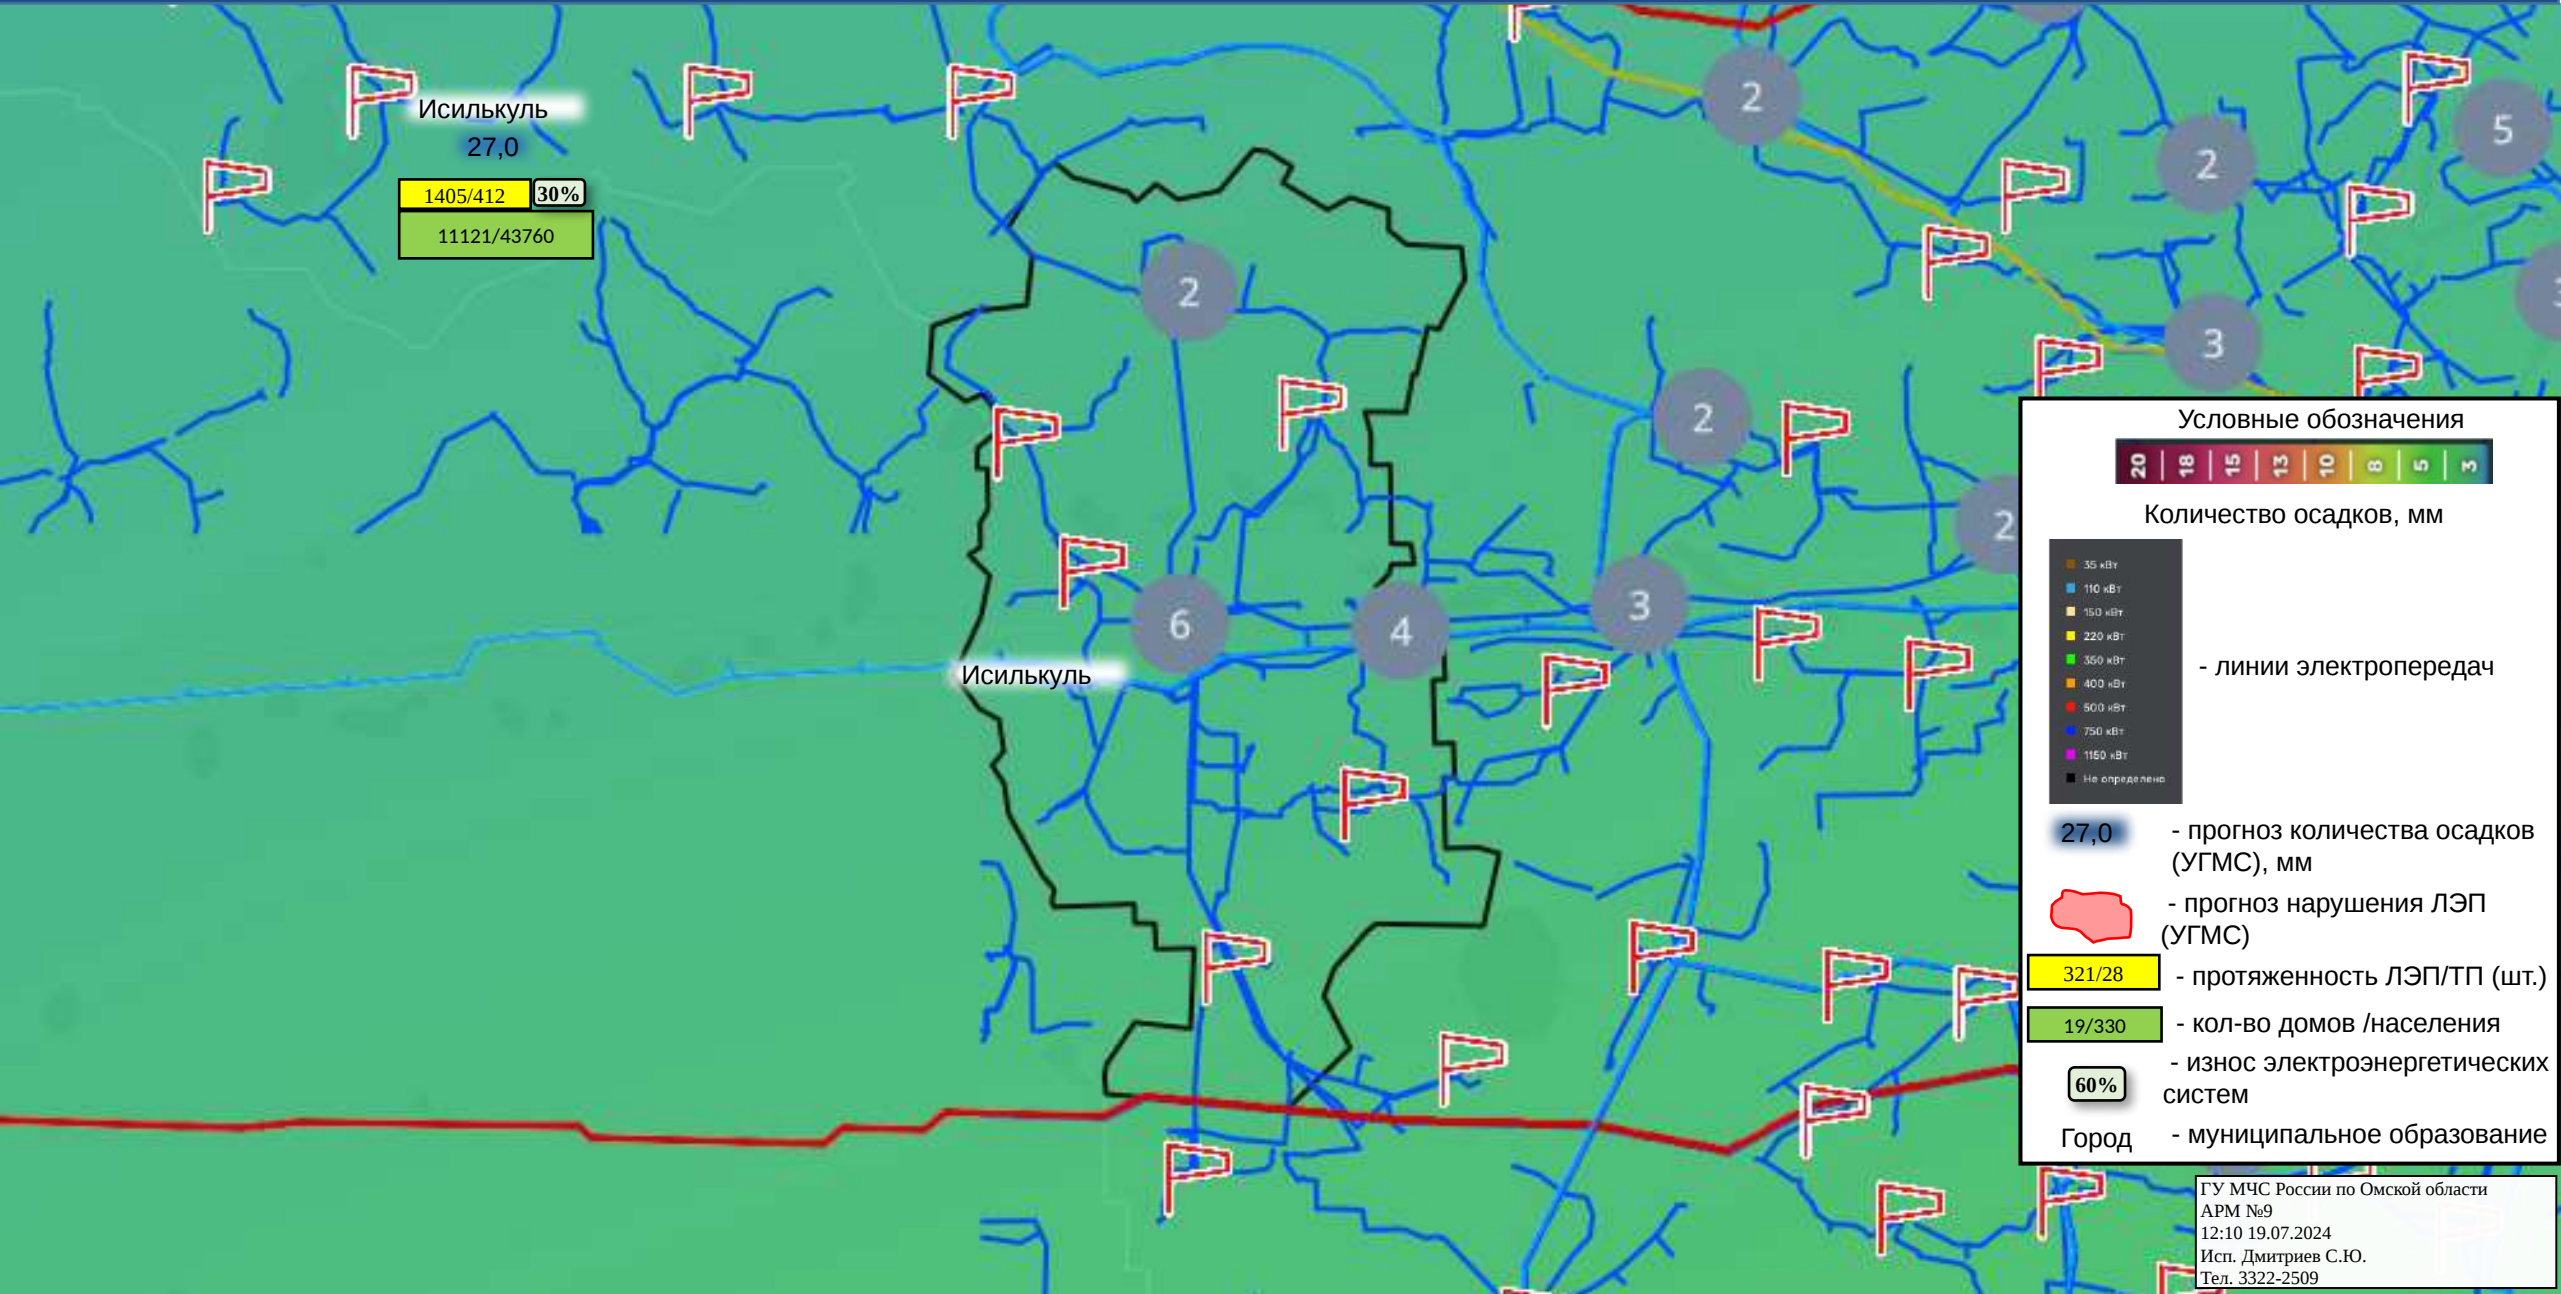 Исилькуль
27,0
1405/412
30%
11121/43760
2
2
2
5
2
3
2
2
6
4
3
Исилькуль
Условные обозначения
20 18 15 13 10 8 5 3
Количество осадков, мм
35 кВт
110 кВт
150 кВт
220 кВт
350 кВт
400 кВт
500 кВт
750 кВт
1150 кВт
Не определено
- линии электропередач
27,0
- прогноз количества осадков
(УГМС), мм
- прогноз нарушения ЛЭП
(УГМС)
321/28
- протяженность ЛЭП/ТП (шт.)
19/330
- кол-во домов /населения
60%
- износ электроэнергетических
систем
Город
- муниципальное образование
ГУ МЧС России по Омской области
АРМ №9
12:10 19.07.2024
Исп. Дмитриев С.Ю.
Тел. 3322-2509